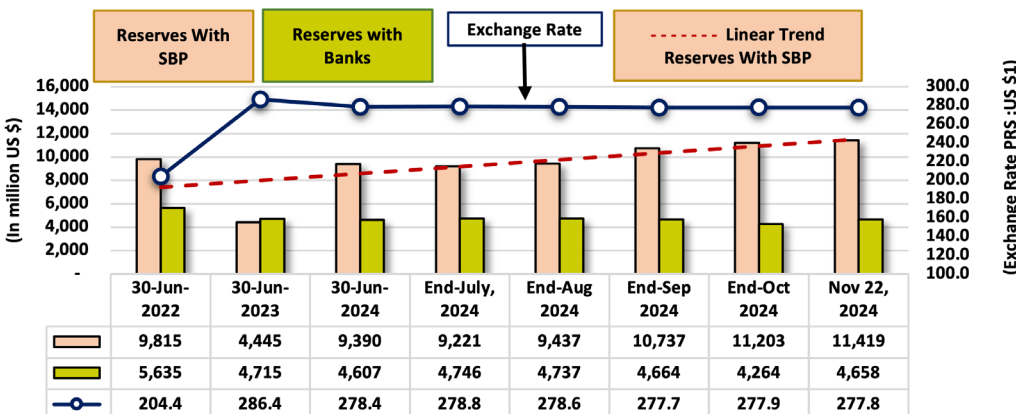 Reserves With
SBP
Reserves with
Banks
Exchange Rate
Linear Trend
Reserves With SBP
(In million US $)
16,000
14,000
12,000
10,000
8,000
6,000
4,000
2,000
-
300.0
280.0
260.0
240.0
220.0
200.0
180.0
160.0
140.0
120.0
100.0
(Exchange Rate PRS :US $1)
30-Jun-
2022
30-Jun-
2023
30-Jun-
2024
End-July,
2024
End-Aug
2024
End-Sep
2024
End-Oct
2024
Nov 22,
2024
9,815 4,445 9,390 9,221 9,437 10,737 11,203 11,419
5,635 4,715 4,607 4,746 4,737 4,664 4,264 4,658
204.4 286.4 278.4 278.8 278.6 277.7 277.9 277.8